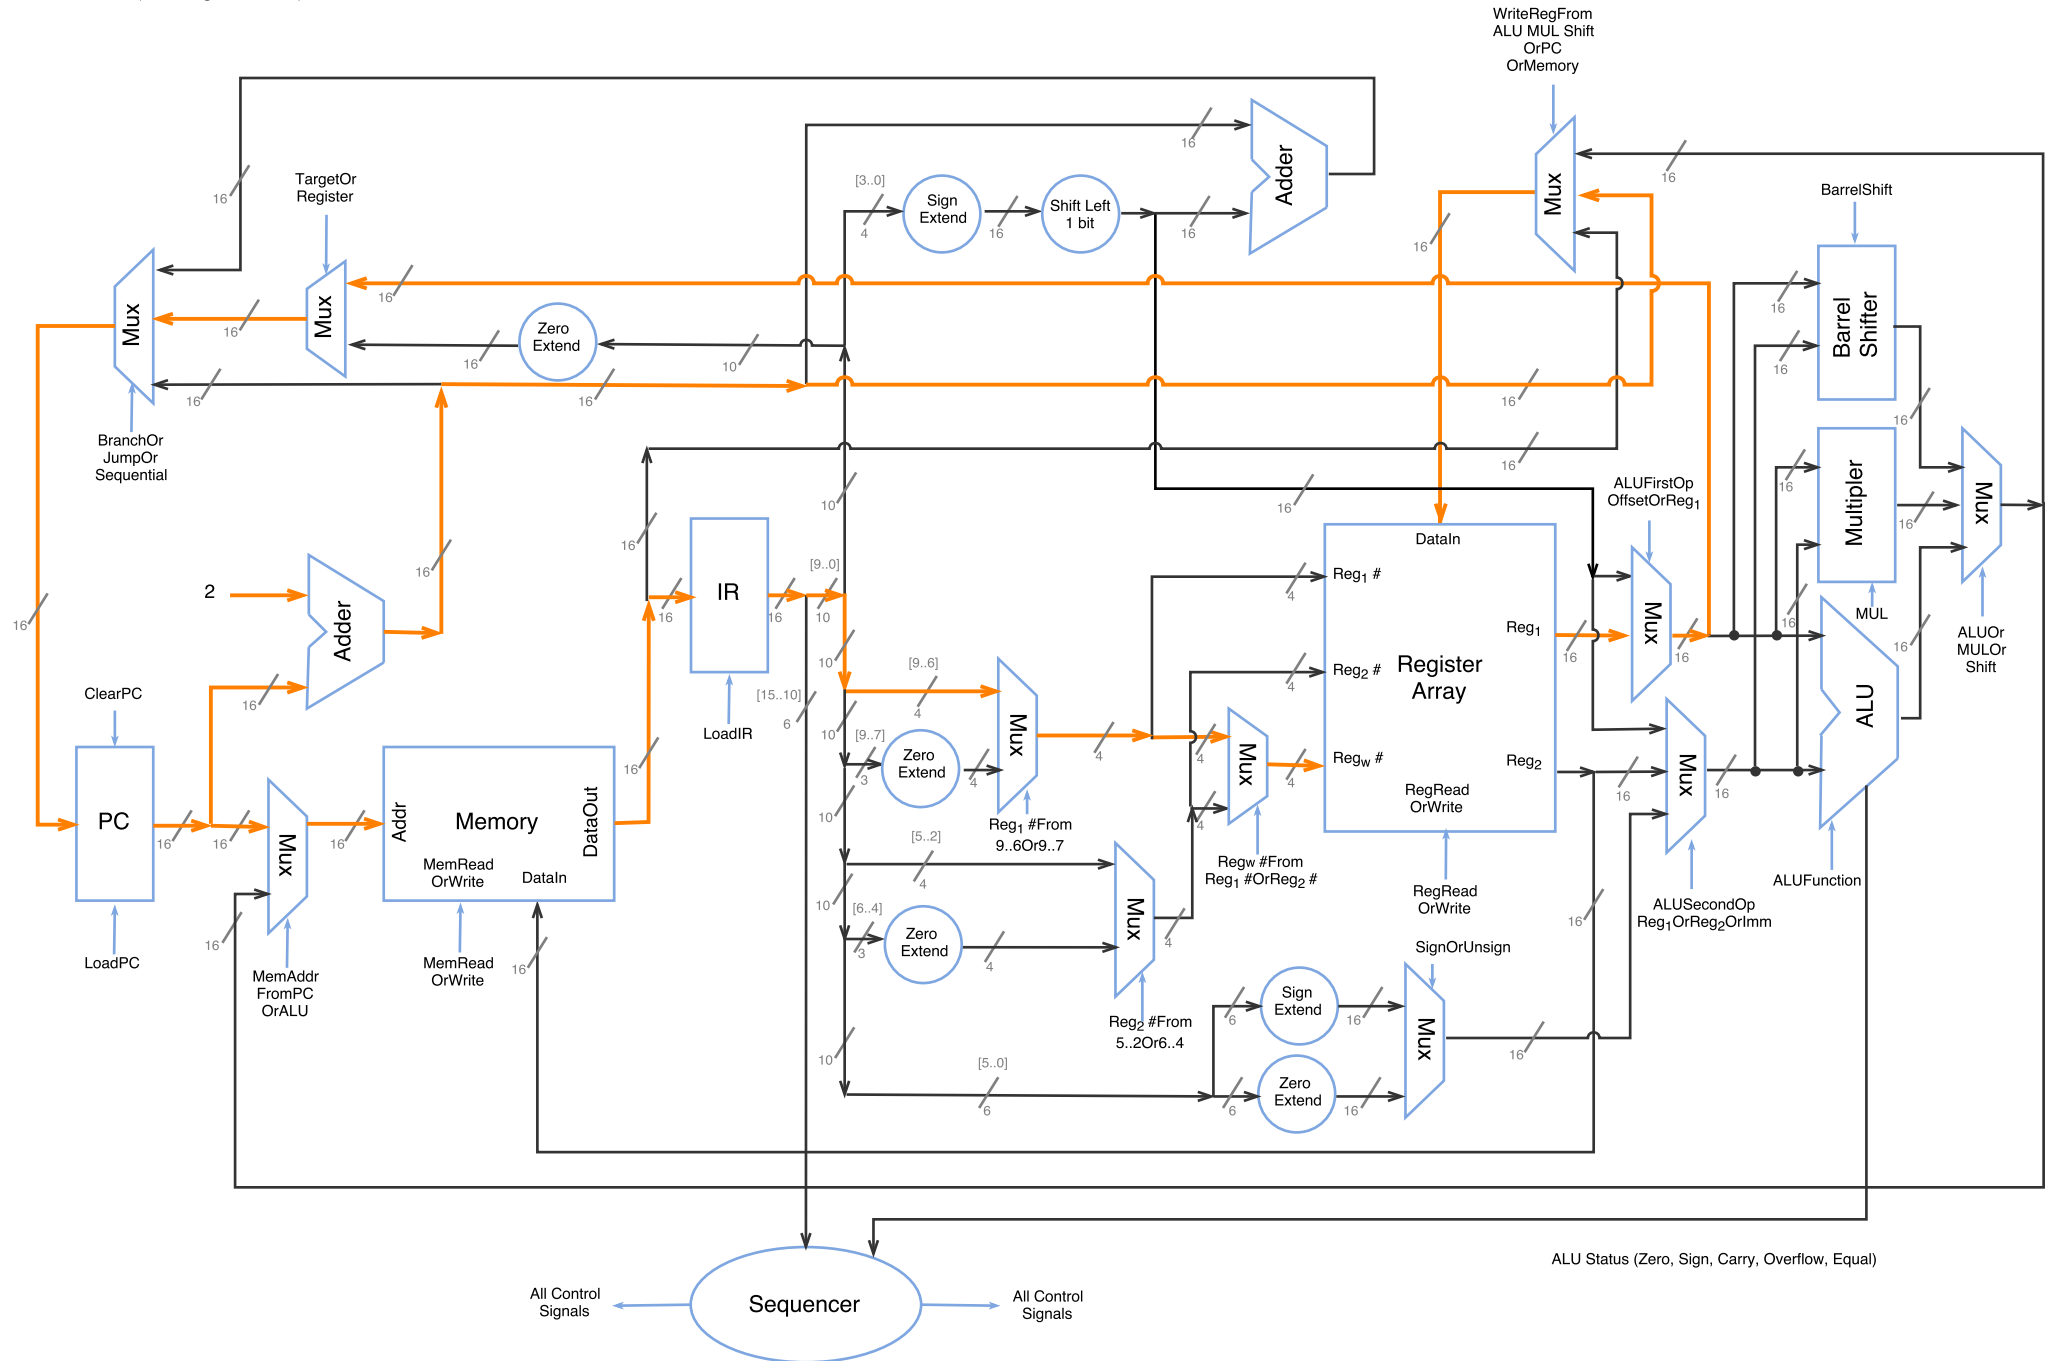 WriteRegFrom
ALU MUL Shift
OrPC
OrMemory
16
Adder
Mux
16
[3..0]
Sign
Extend
Shift Left
1 bit
4
16
16
16
TargetOr
Register
BarrelShift
16
16
Mux
Mux
16
16
Zero
Extend
16
10
16
Barrel
Shifter
16
16
16
16
16
16
BranchOr
JumpOr
Sequential
16
16
ALUFirstOp
OffsetOrReg1
10
16
Multipler
Mux
16
16
16
DataIn
16
[9..0]
2
Adder
IR
16
16
10
Reg1 #
4
16
MUL
16
ALUOr
MULOr
Shift
Reg1
16
Mux
16
10
[9..6]
4
Reg2 #
4
Register
Array
ClearPC
[15..10]
6
LoadIR
16
ALU
10
[9..7]
3
Zero
Extend
4
Mux
4
4
Mux
4
Regw #
Reg2
16
Mux
16
16
PC
16
16
Mux
16
Addr
Memory
DataOut
MemRead
OrWrite
DataIn
10
Reg1 #From
9..6Or9..7
4
RegRead
OrWrite
[5..2]
4
Regw #From
Reg1 #OrReg2 #
RegRead
OrWrite
ALUSecondOp
Reg1OrReg2OrImm
ALUFunction
10
[6..4]
3
Zero
Extend
4
Mux
4
16
LoadPC
16
MemAddr
FromPC
OrALU
MemRead
OrWrite
16
SignOrUnsign
Reg2 #From
5..2Or6..4
6
Sign
Extend
16
Mux
16
10
[5..0]
6
6
Zero
Extend
16
ALU Status (Zero, Sign, Carry, Overflow, Equal)
All Control
Signals
Sequencer
All Control
Signals